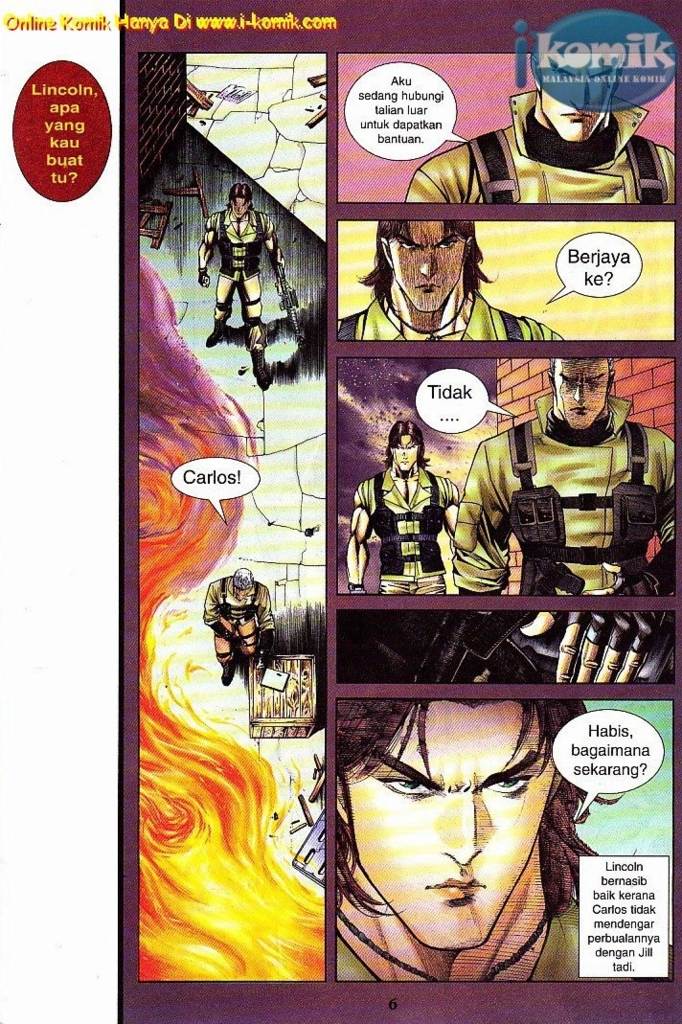 Online Komik Hanya Di www.i-komik.com
ikomik
MALAYSIA ONLINE KOMIK
Lincoln,
apa
yang
kau
buat
tu?
Carlos!
Aku
sedang hubungi
talian luar
untuk dapatkan
bantuan.
Berjaya
ke?
Tidak
....
Habis,
bagaimana
sekarang?
Lincoln
bernasib
baik kerana
Carlos tidak
mendengar
perbualannya
dengan Jill
tadi.
6